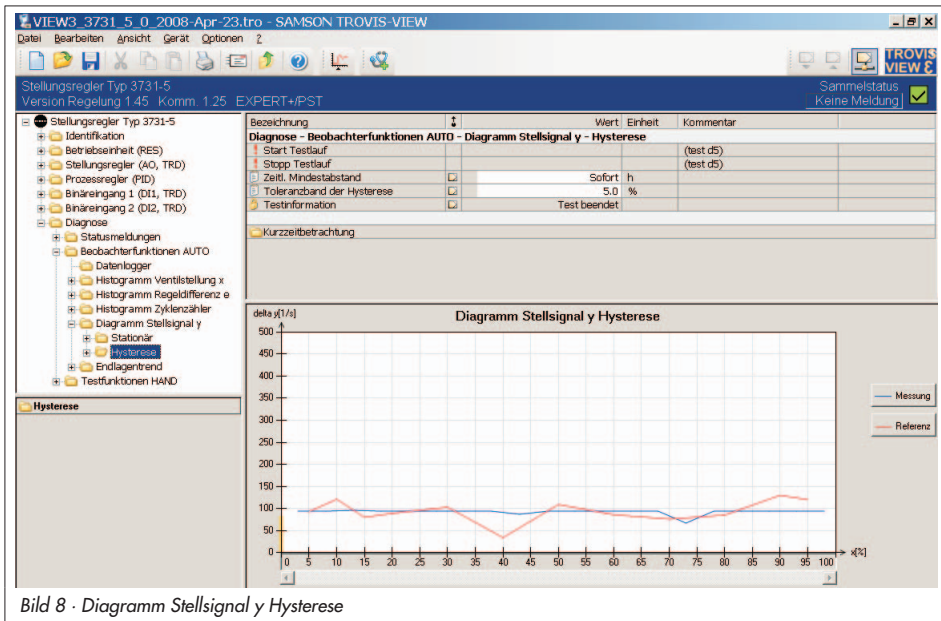 VIEW3_3731_5_0_2008-Apr-23.tro - SAMSON TROVIS-VIEW
Datei Bearbeiten Ansicht Gerät Optionen ?
TROVIS
VIEW 3
Stellungsregler Typ 3731-5
Version Regelung 1.45 Komm. 1.25 EXPERT+/PST
Sammelstatus
Keine Meldung
Stellungsregler Typ 3731-5
Identifikation
Betriebseinheit (RES)
Stellungsregler (AO, TRD)
Prozessregler (PID)
Binäreingang 1 (DI1, TRD)
Binäreingang 2 (DI2, TRD)
Diagnose
Statusmeldungen
Beobachterfunktionen AUTO
Datenlogger
Histogramm Ventilstellung x
Histogramm Regeldifferenz e
Histogramm Zyklenzähler
Diagramm Stellsignal y
Stationär
Hysterese
Endlagentrend
Testfunktionen HAND
Hysterese
Bezeichnung Wert Einheit Kommentar
Diagnose - Beobachterfunktionen AUTO - Diagramm Stellsignal y - Hysterese
Start Testlauf (test d5)
Stopp Testlauf (test d5)
Zeitl. Mindestabstand Sofort h
Toleranzband der Hysterese 5.0 %
Testinformation Test beendet
Kurzzeitbetrachtung
delta y[1/s]
Diagramm Stellsignal y Hysterese
500
450
400
350
300
250
200
150
100
50
0
0 5 10 15 20 25 30 35 40 45 50 55 60 65 70 75 80 85 90 95 100
x[%]
Messung
Referenz
Bild 8 · Diagramm Stellsignal y Hysterese